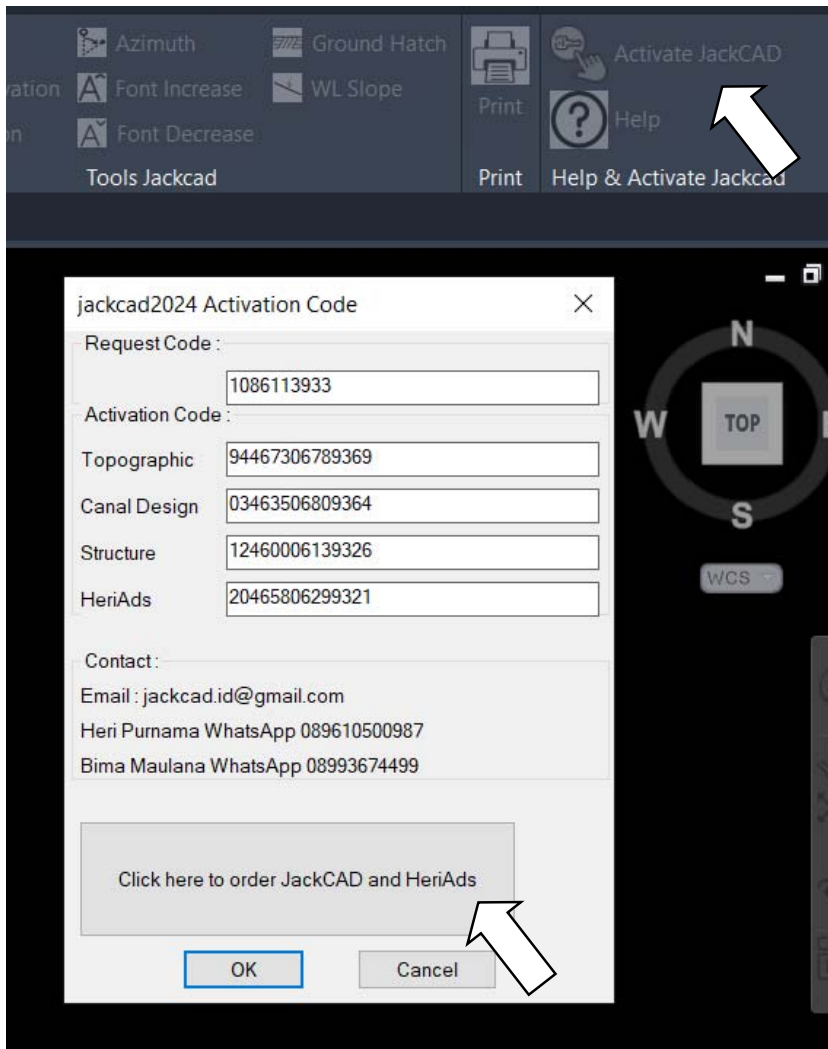 Azimuth Ground Hatch
vation Font Increase WL Slope
on Font Decrease
Print
Activate JackCAD
Help
Tools Jackcad Print Help & Activate Jackcad
jackcad2024 Activation Code
Request Code :
1086113933
Activation Code :
Topographic 94467306789369
Canal Design 03463506809364
Structure 12460006139326
HeriAds 20465806299321
Contact :
Email : jackcad.id@gmail.com
Heri Purnama WhatsApp 089610500987
Bima Maulana WhatsApp 08993674499
Click here to order JackCAD and HeriAds
OK Cancel
N
W TOP
S
WCS